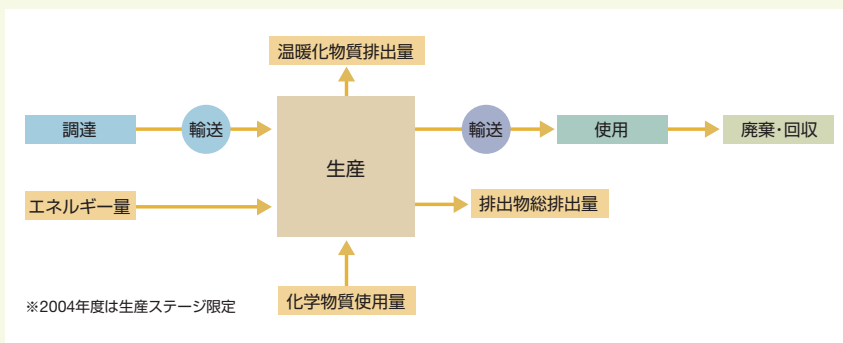 温暖化物質排出量
調達
輸送
輸送
使用
廃棄・回収
生産
エネルギー量
排出物総排出量
化学物質使用量
※2004年度は生産ステージ限定